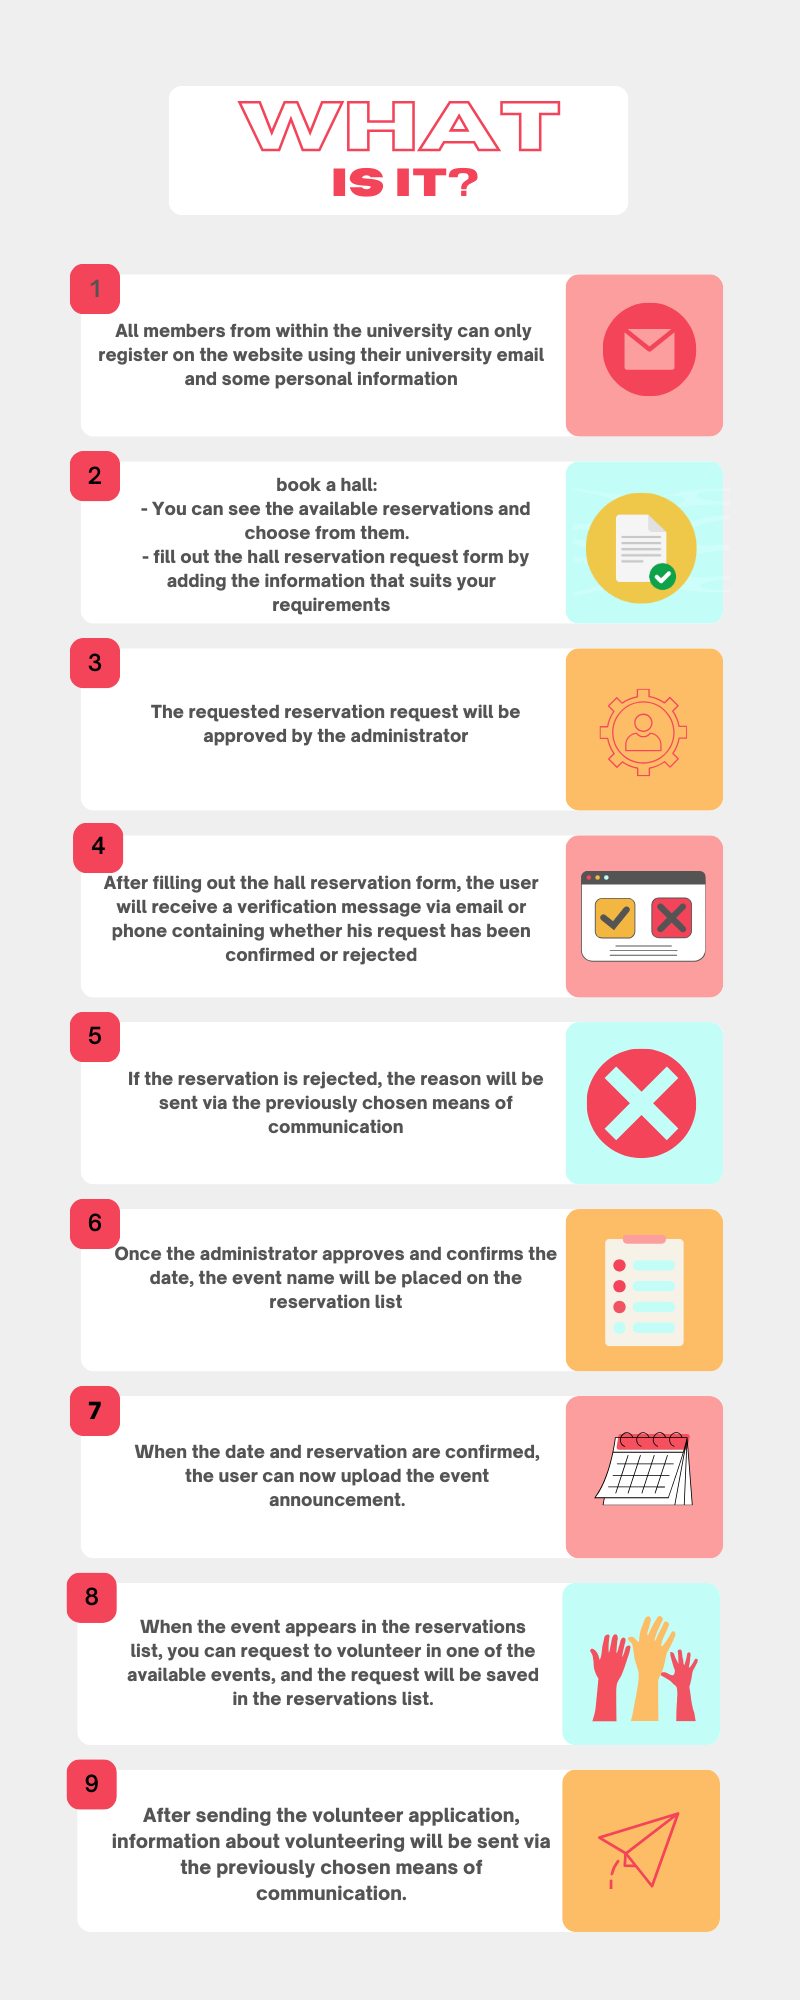 WHAT
IS IT?
1
All members from within the university can only
register on the website using their university email
and some personal information
2
book a hall:
- You can see the available reservations and
choose from them.
- fill out the hall reservation request form by
adding the information that suits your
requirements
3
The requested reservation request will be
approved by the administrator
4
After filling out the hall reservation form, the user
will receive a verification message via email or
phone containing whether his request has been
confirmed or rejected
5
If the reservation is rejected, the reason will be
sent via the previously chosen means of
communication
6
Once the administrator approves and confirms the
date, the event name will be placed on the
reservation list
7
When the date and reservation are confirmed,
the user can now upload the event
announcement.
8
When the event appears in the reservations
list, you can request to volunteer in one of the
available events, and the request will be saved
in the reservations list.
9
After sending the volunteer application,
information about volunteering will be sent via
the previously chosen means of
communication.